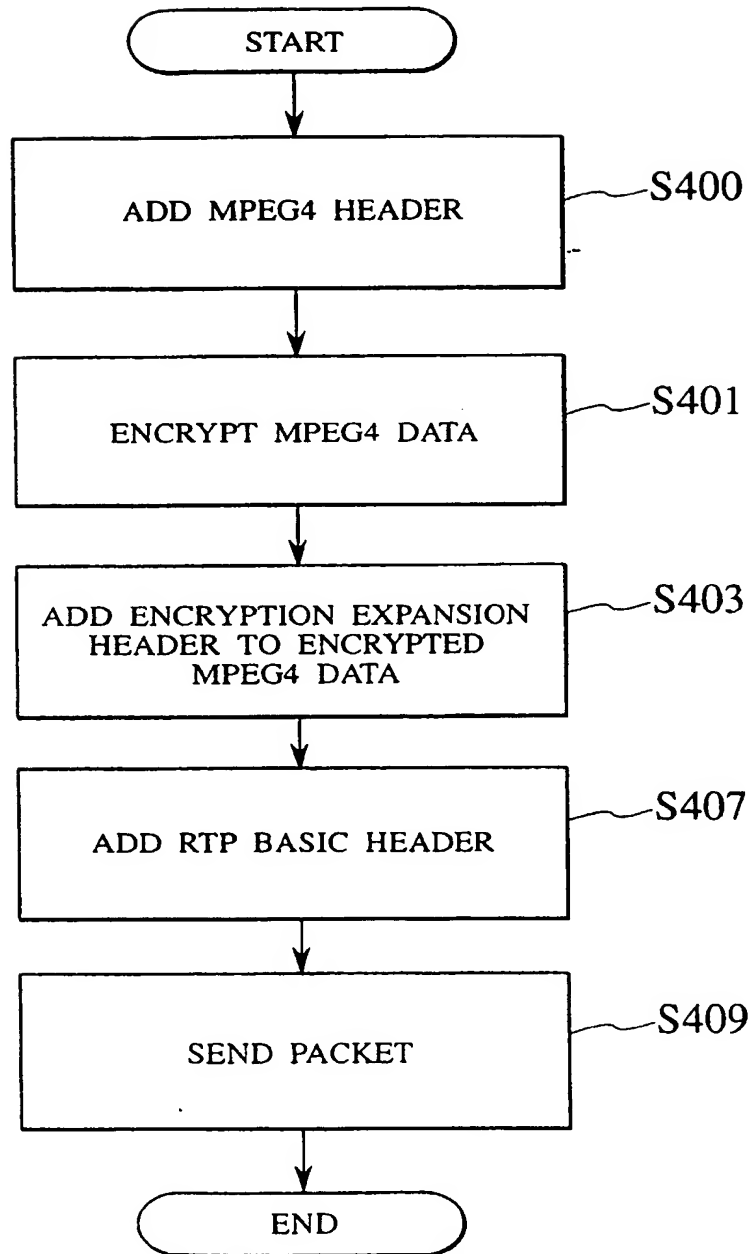 START
ADD MPEG4 HEADER
S400
ENCRYPT MPEG4 DATA
S401
ADD ENCRYPTION EXPANSION
HEADER TO ENCRYPTED
MPEG4 DATA
S403
ADD RTP BASIC HEADER
S407
SEND PACKET
S409
END